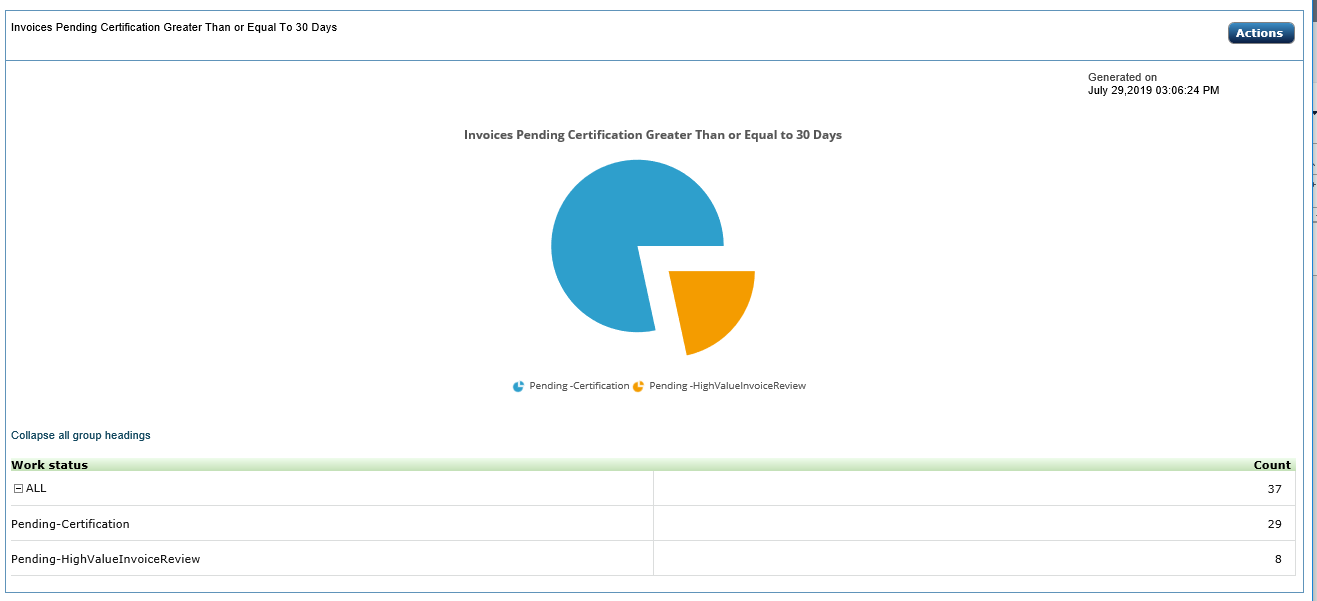 Invoices Pending Certification Greater Than or Equal To 30 Days
Actions
Generated on
July 29,2019 03:06:24 PM
Invoices Pending Certification Greater Than or Equal to 30 Days
Pending -Certification Pending -HighValueInvoiceReview
Collapse all group headings
Work status Count
ALL 37
Pending-Certification 29
Pending-HighValueInvoiceReview 8